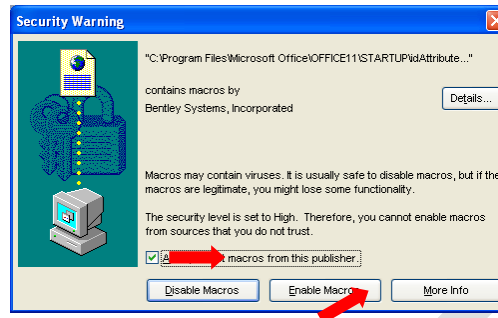 Security Warning
"C:\Program Files\Microsoft Office\OFFICE11\STARTUP\idAttribute..."
contains macros by
Bentley Systems, Incorporated
Details...
Macros may contain viruses. It is usually safe to disable macros, but if the
macros are legitimate, you might lose some functionality.
The security level is set to High. Therefore, you cannot enable macros
from sources that you do not trust.
macros from this publisher.
Disable Macros
Enable Macros
More Info